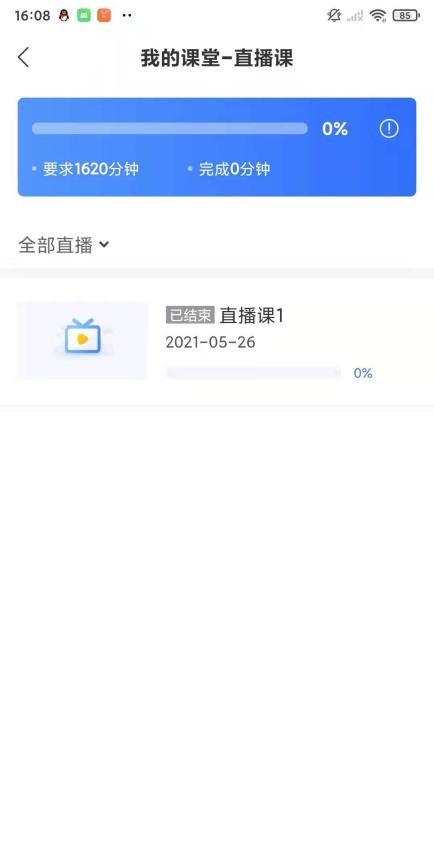 16:08
85
我的课堂-直播课
0%
要求1620分钟
完成0分钟
全部直播
已结束 直播课1
2021-05-26
0%